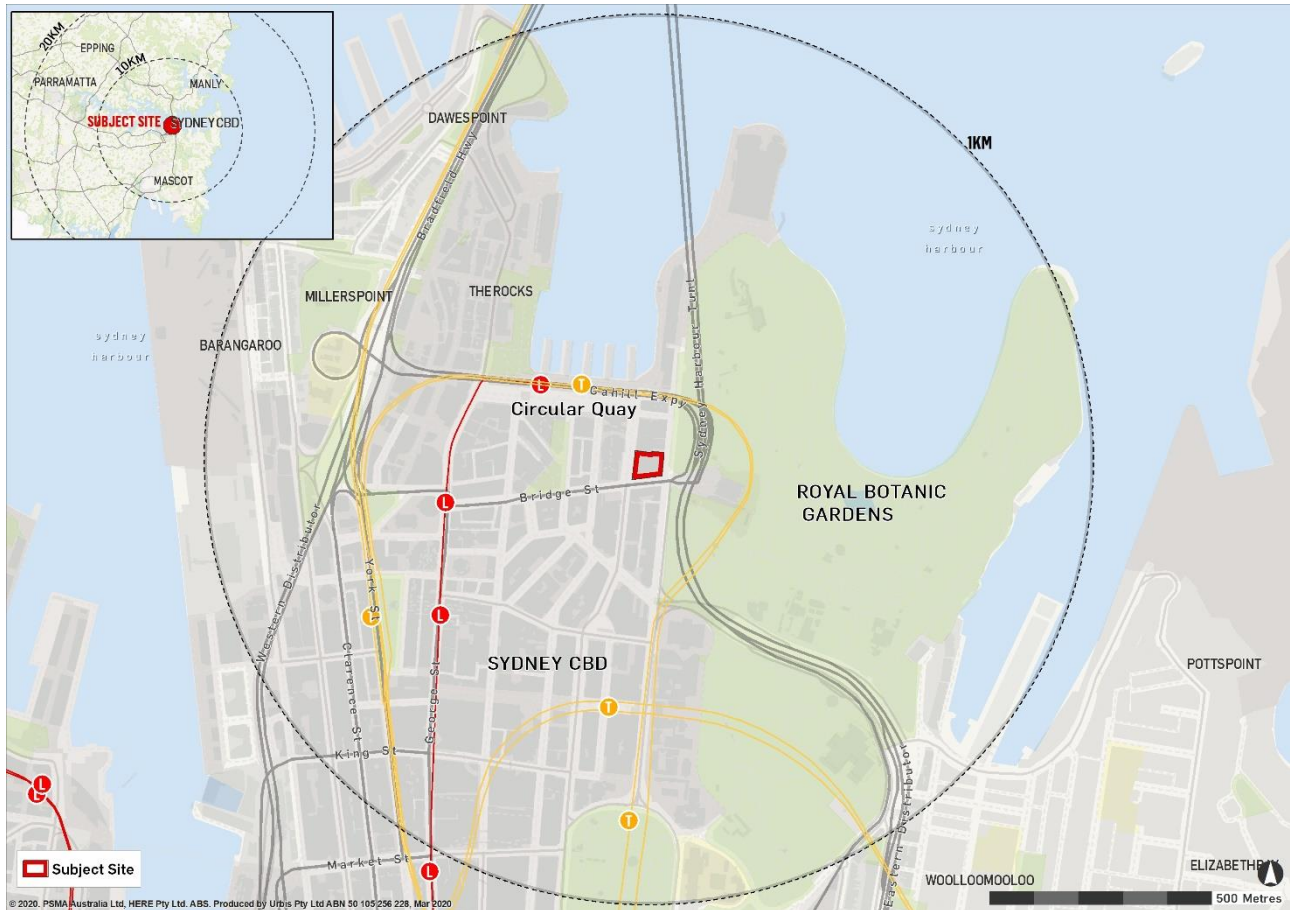 20KM
EPPING
10KM
PARRAMATTA
MANLY
SUBJECT SITE
SYDNEY CBD
MASCOT
DAWESPOINT
1KM
Bradfield Hwy
sydney
harbour
Sydney Harbour Tunl
MILLERSPOINT
THE ROCKS
sydney
harbour
BARANGAROO
L
T
Cahill Expy
Circular Quay
ROYAL BOTANIC
GARDENS
L
Bridge St
Western Distributor
York St
T
L
Clarence St
George St
SYDNEY CBD
POTTSPOINT
T
King St
Eastern Distributor
L
L
T
Market St
L
Subject Site
WOOLLOOMOOLOO
ELIZABETHBAY
500 Metres
© 2020. PSMA Australia Ltd, HERE Pty Ltd. ABS. Produced by Urbis Pty Ltd ABN 50 105 256 228, Mar 2020